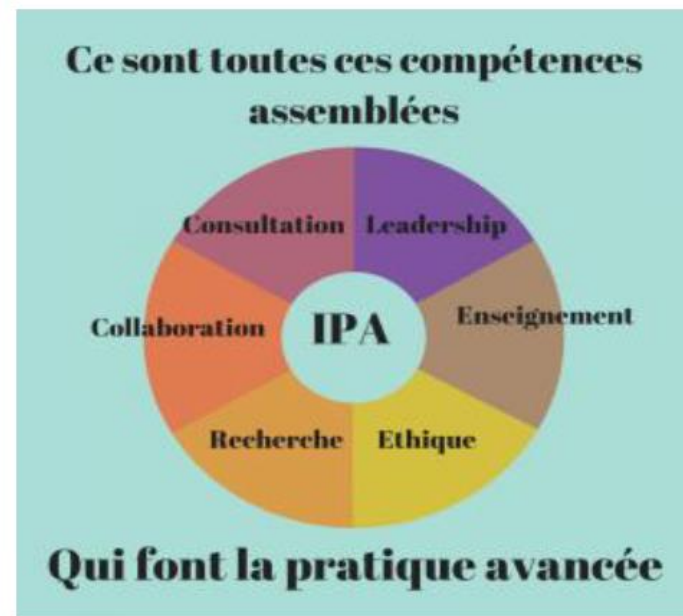 Ce sont toutes ces compétences
assemblées
Consultation
Leadership
Collaboration
IPA
Enseignement
Recherche
Ethique
Qui font la pratique avancée